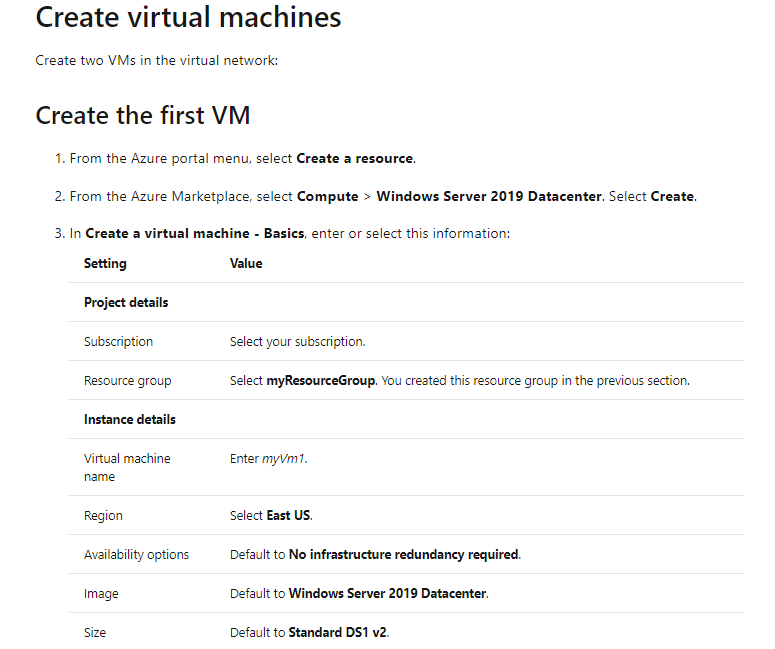 Create virtual machines
Create two VMs in the virtual network:
Create the first VM
1. From the Azure portal menu, select Create a resource.
2. From the Azure Marketplace, select Compute > Windows Server 2019 Datacenter. Select Create.
3. In Create a virtual machine - Basics, enter or select this information:
Setting Value
Project details
Subscription Select your subscription.
Resource group Select myResourceGroup. You created this resource group in the previous section.
Instance details
Virtual machine Enter myVm1.
name
Region Select East US.
Availability options Default to No infrastructure redundancy required.
Image Default to Windows Server 2019 Datacenter.
Size Default to Standard DS1 v2.